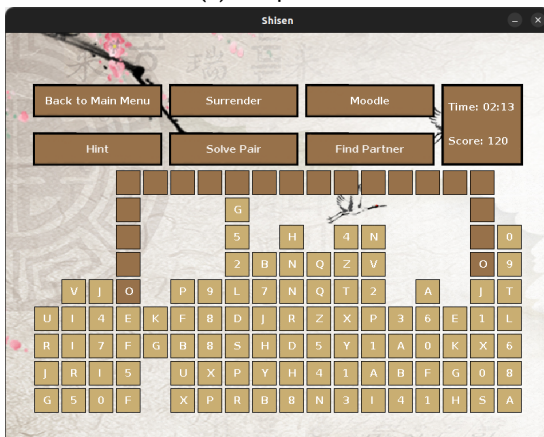 Shisen
Back to Main Menu Surrender Moodle Time: 02:13
Hint Solve Pair Find Partner Score: 120
G
5 H 4 N 0
2 B N Q Z V O 9
V J O P 9 L 7 N Q T 2 A J T
U I 4 E K F 8 D J R Z X P 3 6 E 1 L
R I 7 F G B 8 S H D 5 Y 1 A 0 K X 6
J R I 5 U X P Y H 4 1 A B F G 0 8
G 5 0 F X P R B 8 N 3 I 4 1 H S A